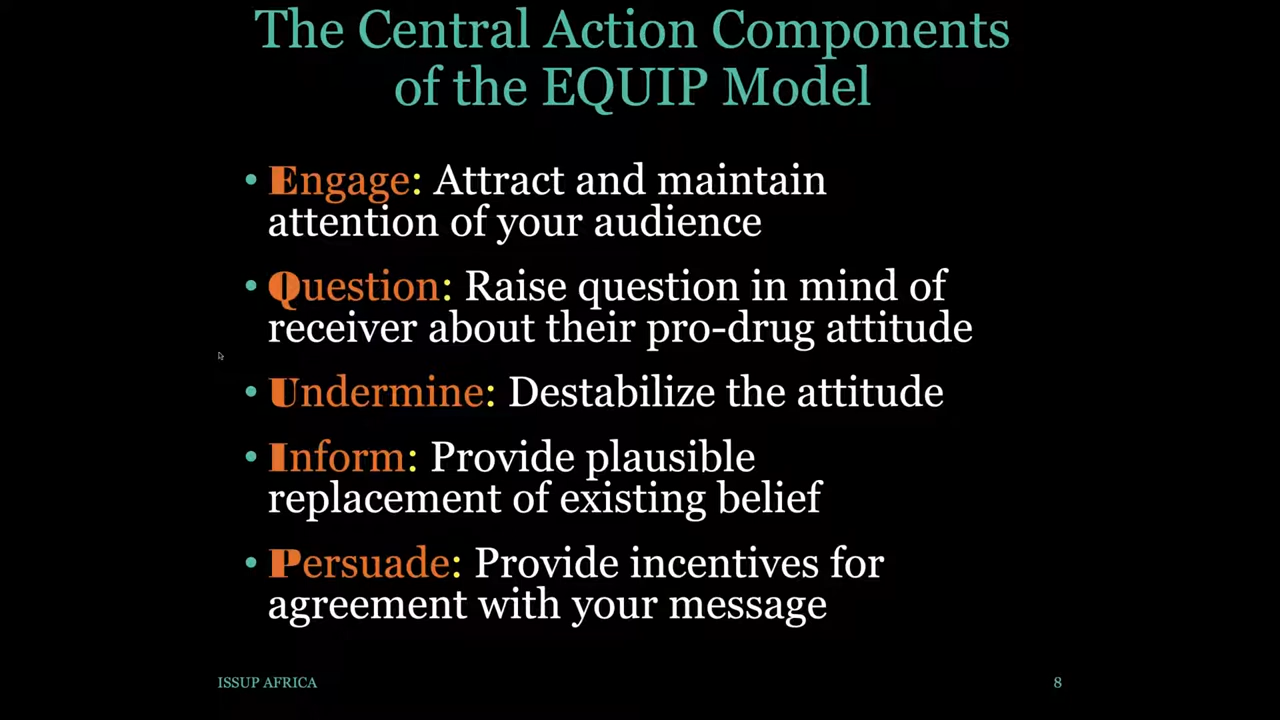 The Central Action Components
of the EQUIP Model
• Engage: Attract and maintain
attention of your audience
• Question: Raise question in mind of
receiver about their pro-drug attitude
• Undermine: Destabilize the attitude
• Inform: Provide plausible
replacement of existing belief
• Persuade: Provide incentives for
agreement with your message
ISSUP AFRICA
8